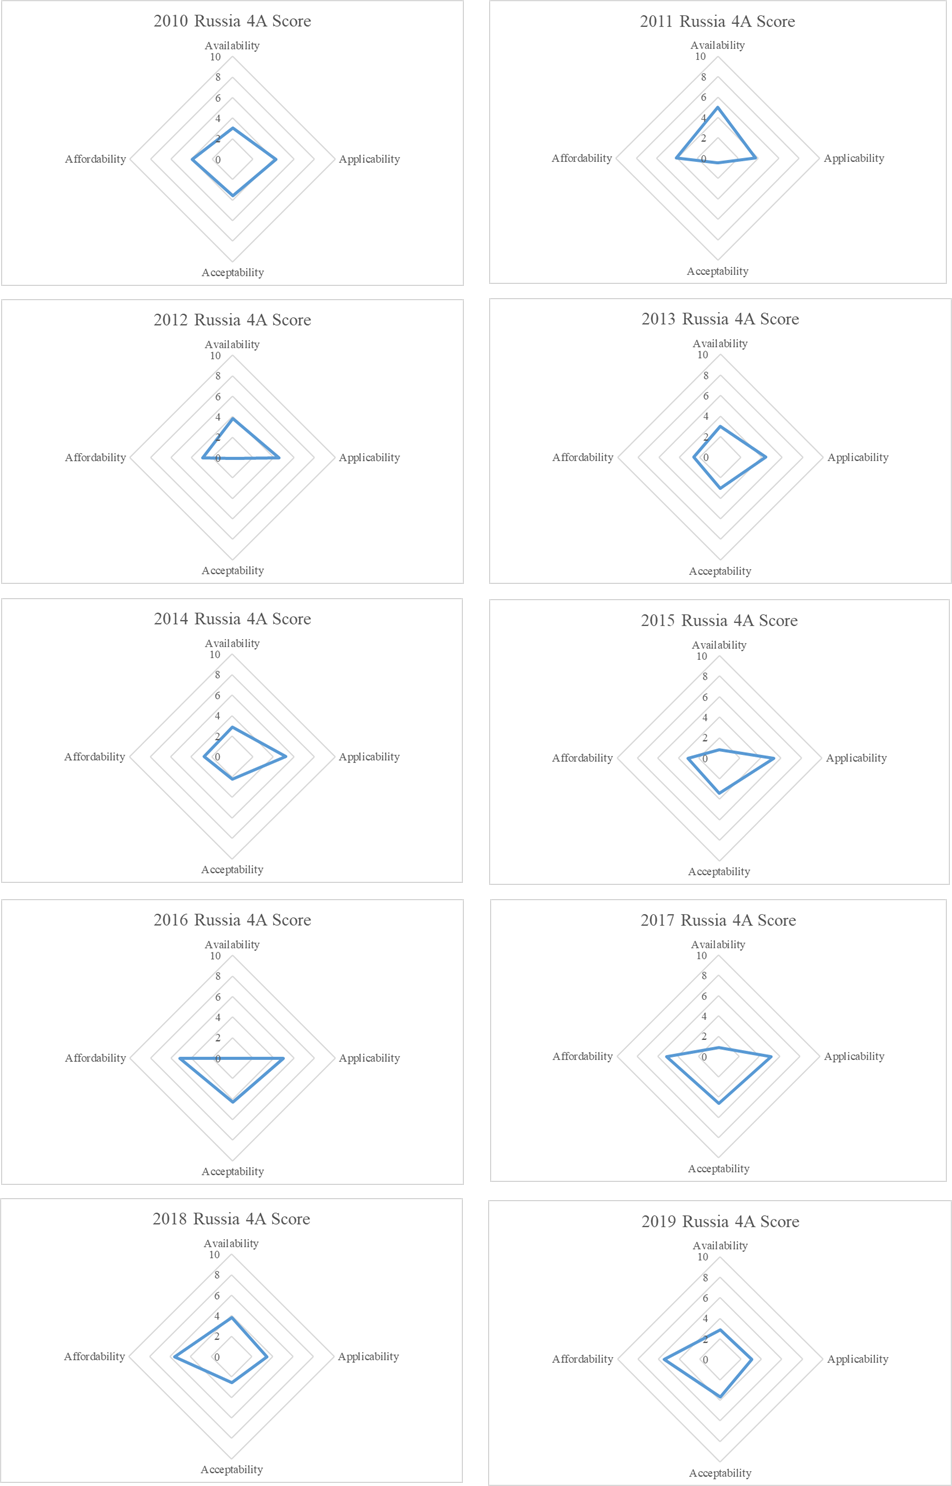 2010 Russia 4A Score
Availability
10
8
6
4
2
0
Affordability
Applicability
Acceptability
2011 Russia 4A Score
Availability
10
8
6
4
2
0
Affordability
Applicability
Acceptability
2012 Russia 4A Score
Availability
10
8
6
4
2
0
Affordability
Applicability
Acceptability
2013 Russia 4A Score
Availability
10
8
6
4
2
0
Affordability
Applicability
Acceptability
2014 Russia 4A Score
Availability
10
8
6
4
2
0
Affordability
Applicability
Acceptability
2015 Russia 4A Score
Availability
10
8
6
4
2
0
Affordability
Applicability
Acceptability
2016 Russia 4A Score
Availability
10
8
6
4
2
0
Affordability
Applicability
Acceptability
2017 Russia 4A Score
Availability
10
8
6
4
2
0
Affordability
Applicability
Acceptability
2018 Russia 4A Score
Availability
10
8
6
4
2
0
Affordability
Applicability
Acceptability
2019 Russia 4A Score
Availability
10
8
6
4
2
0
Affordability
Applicability
Acceptability